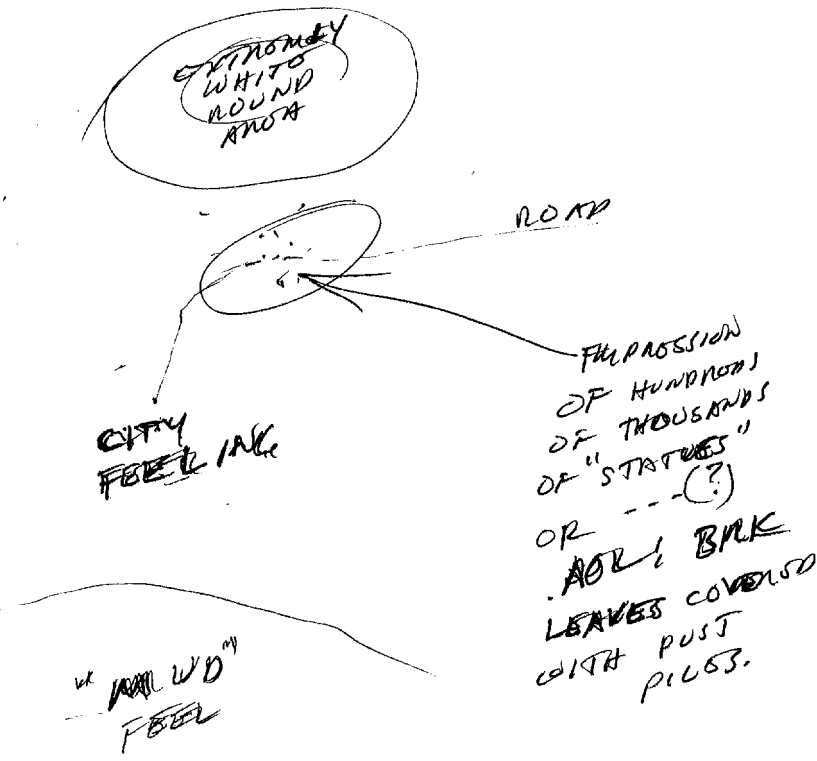 EXTREMELY
WHITE
ROUND
AREA
ROAD
CITY
FEELING
IMPRESSION
OF HUNDREDS
OF THOUSANDS
OF "STATUES"
OR ---(?)
LEAVES COVERED
WITH DUST
PILES.
FEEL